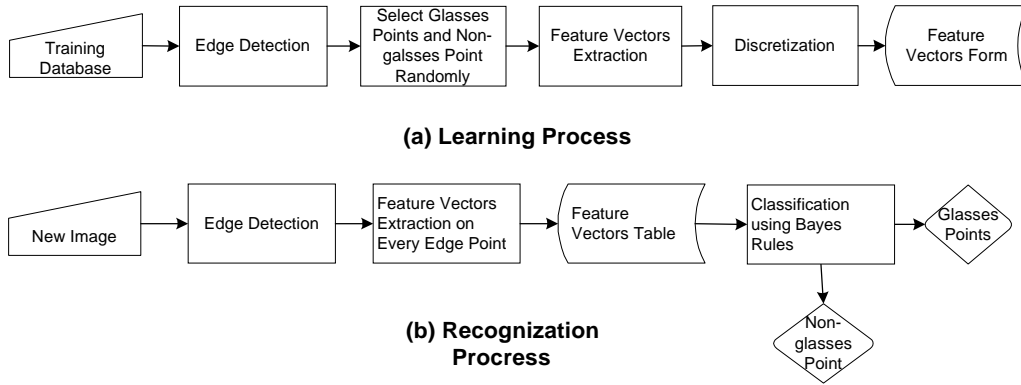 Training
Database
Edge Detection
Select Glasses
Points and Non-
galsses Point
Randomly
Feature Vectors
Extraction
Discretization
Feature
Vectors Form
(a) Learning Process
New Image
Edge Detection
Feature Vectors
Extraction on
Every Edge Point
Feature
Vectors Table
Classification
using Bayes
Rules
Glasses
Points
Non-
glasses
Point
(b) Recognization
Procress